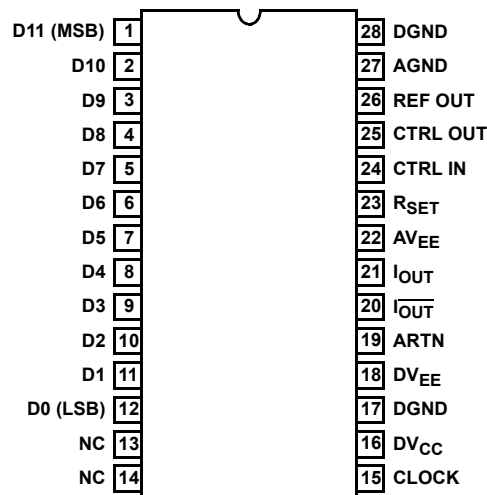 D11 (MSB) 1 28 DGND
D10 2 27 AGND
D9 3 26 REF OUT
D8 4 25 CTRL OUT
D7 5 24 CTRL IN
D6 6 23 RSET
D5 7 22 AVEE
D4 8 21 IOUT
D3 9 20 IOUT
D2 10 19 ARTN
D1 11 18 DVEE
D0 (LSB) 12 17 DGND
NC 13 16 DVCC
NC 14 15 CLOCK